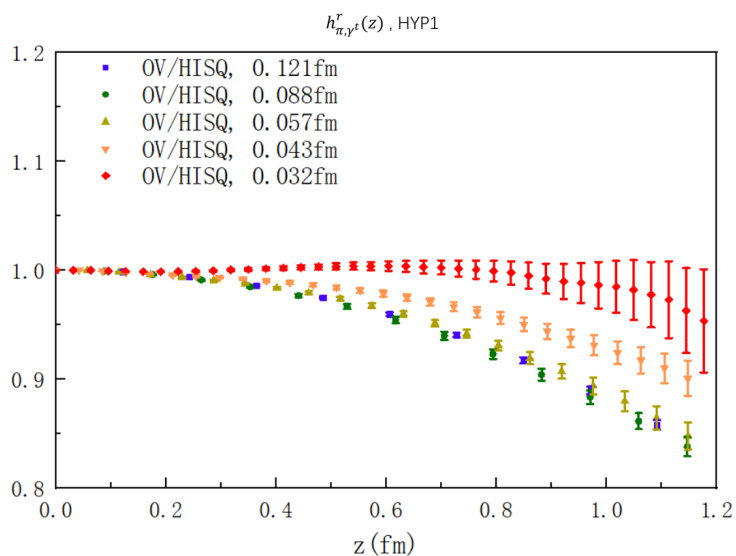 h^r_{π,γ^t}(z) , HYP1
1.2
OV/HISQ, 0.121fm
OV/HISQ, 0.088fm
OV/HISQ, 0.057fm
OV/HISQ, 0.043fm
OV/HISQ, 0.032fm
1.1
1.0
0.9
0.8
0.0 0.2 0.4 0.6 0.8 1.0 1.2
z(fm)